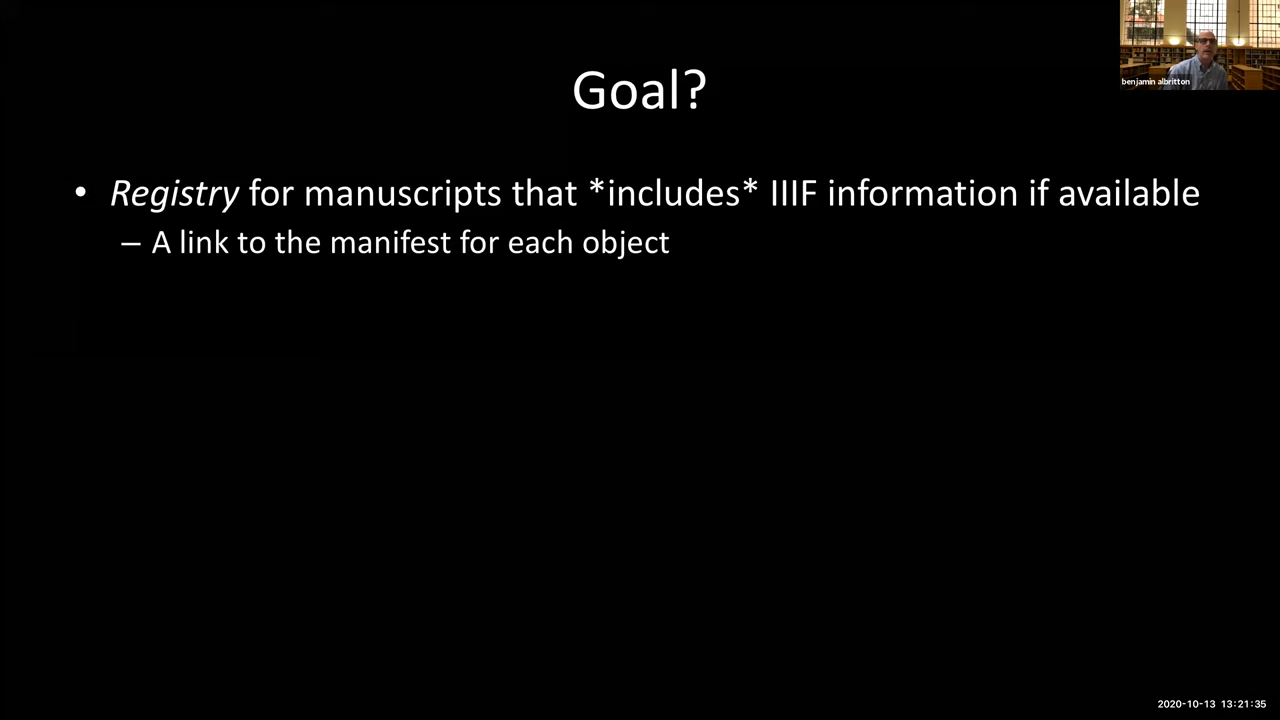 benjamin albritton
Goal?
• Registry for manuscripts that *includes* IIIF information if available
– A link to the manifest for each object
2020-10-13 13:21:35